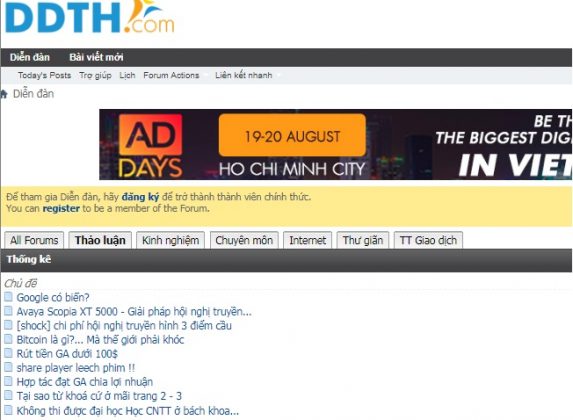 DDTH.com
Diễn đàn Bài viết mới
Today's Posts Trợ giúp Lịch Forum Actions Liên kết nhanh
Diễn đàn
AD DAYS
19-20 AUGUST
HO CHI MINH CITY
BE TH
THE BIGGEST DIG
IN VIET
Để tham gia Diễn đàn, hãy đăng ký để trở thành thành viên chính thức.
You can register to be a member of the Forum.
All Forums Thảo luận Kinh nghiệm Chuyên môn Internet Thư giãn TT Giao dịch
Thống kê
Chủ đề
Google có biến?
Avaya Scopia XT 5000 - Giải pháp hội nghị truyền...
[shock] chi phí hội nghị truyền hình 3 điểm cầu
Bitcoin là gì?... Mà thế giới phải khóc
Rút tiền GA dưới 100$
share player leech phim !!
Hợp tác đạt GA chia lợi nhuận
Tại sao từ khoá cứ ở mãi trang 2 - 3
Không thi được đại học Học CNTT ở bách khoa...